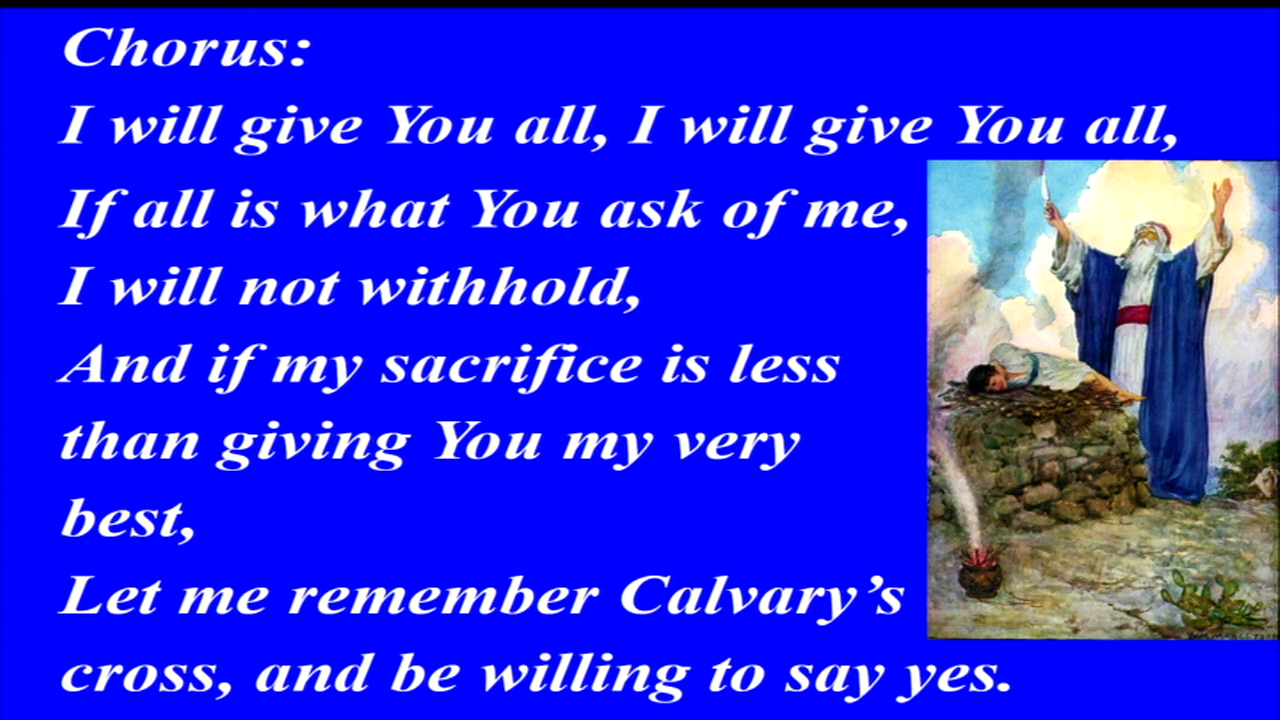 Chorus:
I will give You all, I will give You all,
If all is what You ask of me,
I will not withhold,
And if my sacrifice is less
than giving You my very
best,
Let me remember Calvary’s
cross, and be willing to say yes.